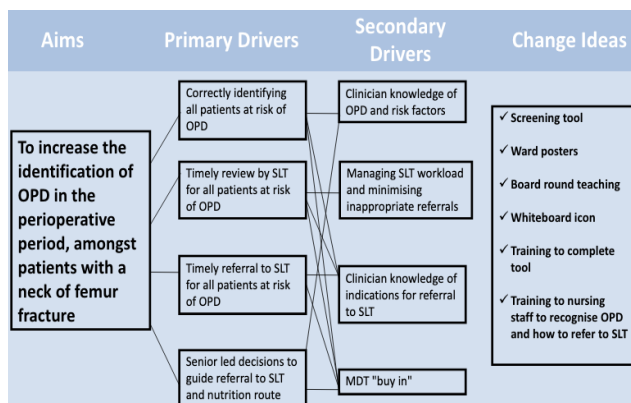 Aims
Primary Drivers
Secondary
Drivers
Change Ideas
To increase the
identification of
OPD in the
perioperative
period, amongst
patients with a
neck of femur
fracture
Correctly identifying
all patients at risk of
OPD
Timely review by SLT
for all patients at risk
of OPD
Timely referral to SLT
for all patients at risk
of OPD
Senior led decisions to
guide referral to SLT
and nutrition route
Clinician knowledge of
OPD and risk factors
Managing SLT workload
and minimising
inappropriate referrals
Clinician knowledge of
indications for referral
to SLT
MDT "buy in"
✓ Screening tool
✓ Ward posters
✓ Board round teaching
✓ Whiteboard icon
✓ Training to complete
tool
✓ Training to nursing
staff to recognise OPD
and how to refer to SLT